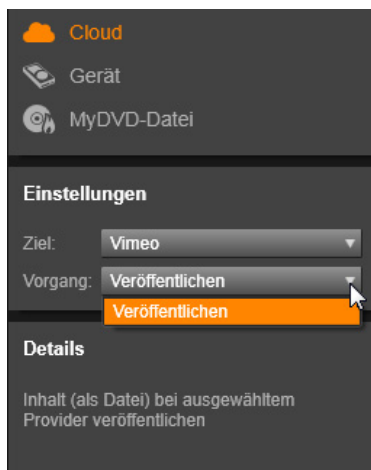 Cloud
Gerät
MyDVD-Datei
Einstellungen
Ziel: Vimeo
Vorgang: Veröffentlichen
Veröffentlichen
Details
Inhalt (als Datei) bei ausgewähltem
Provider veröffentlichen